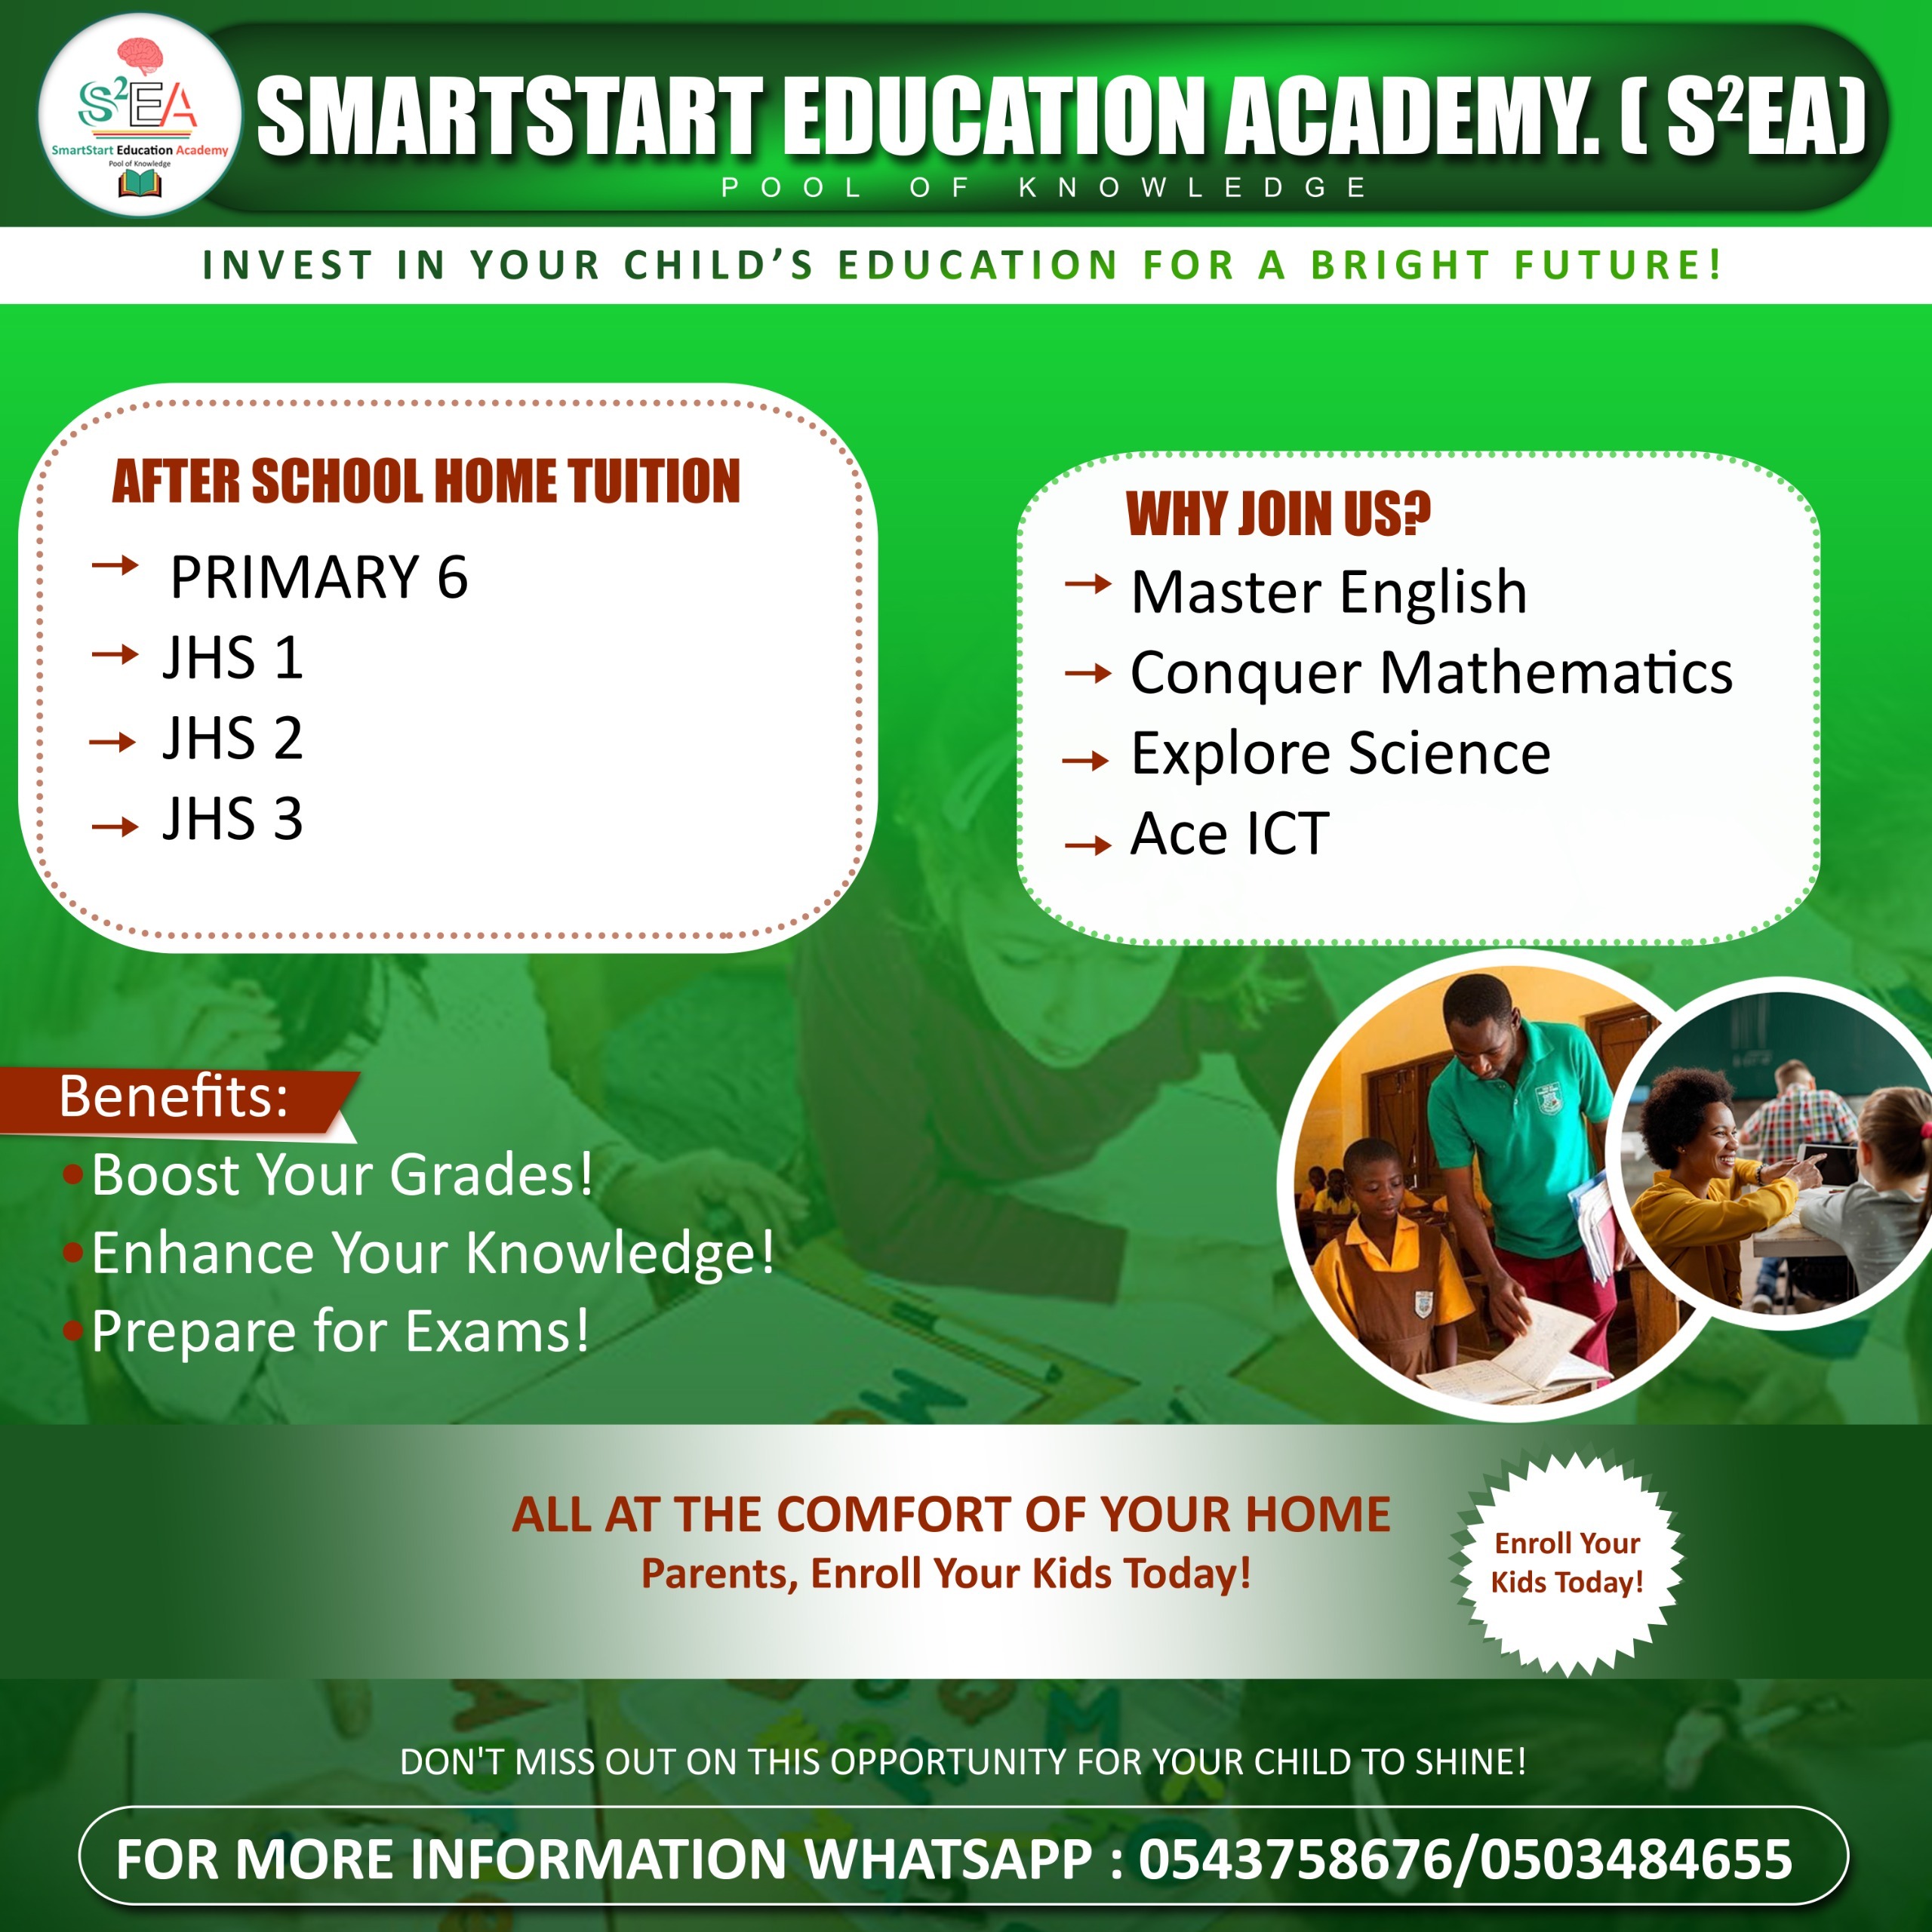 S²EA
SmartStart Education Academy
Pool of Knowledge
SMARTSTART EDUCATION ACADEMY. ( S²EA)
POOL OF KNOWLEDGE
INVEST IN YOUR CHILD'S EDUCATION FOR A BRIGHT FUTURE!
AFTER SCHOOL HOME TUITION
→ PRIMARY 6
→ JHS 1
→ JHS 2
→ JHS 3
WHY JOIN US?
→ Master English
→ Conquer Mathematics
→ Explore Science
→ Ace ICT
Benefits:
•Boost Your Grades!
•Enhance Your Knowledge!
•Prepare for Exams!
ALL AT THE COMFORT OF YOUR HOME
Parents, Enroll Your Kids Today!
Enroll Your
Kids Today!
DON'T MISS OUT ON THIS OPPORTUNITY FOR YOUR CHILD TO SHINE!
FOR MORE INFORMATION WHATSAPP : 0543758676/0503484655